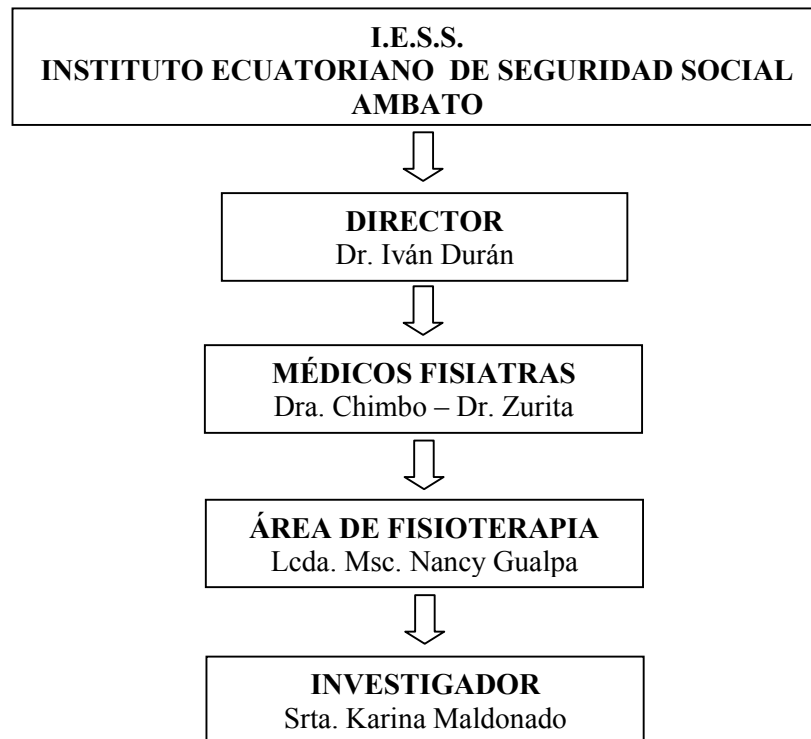 I.E.S.S.
INSTITUTO ECUATORIANO DE SEGURIDAD SOCIAL
AMBATO
DIRECTOR
Dr. Iván Durán
MÉDICOS FISIATRAS
Dra. Chimbo – Dr. Zurita
ÁREA DE FISIOTERAPIA
Lcda. Msc. Nancy Gualpa
INVESTIGADOR
Srta. Karina Maldonado